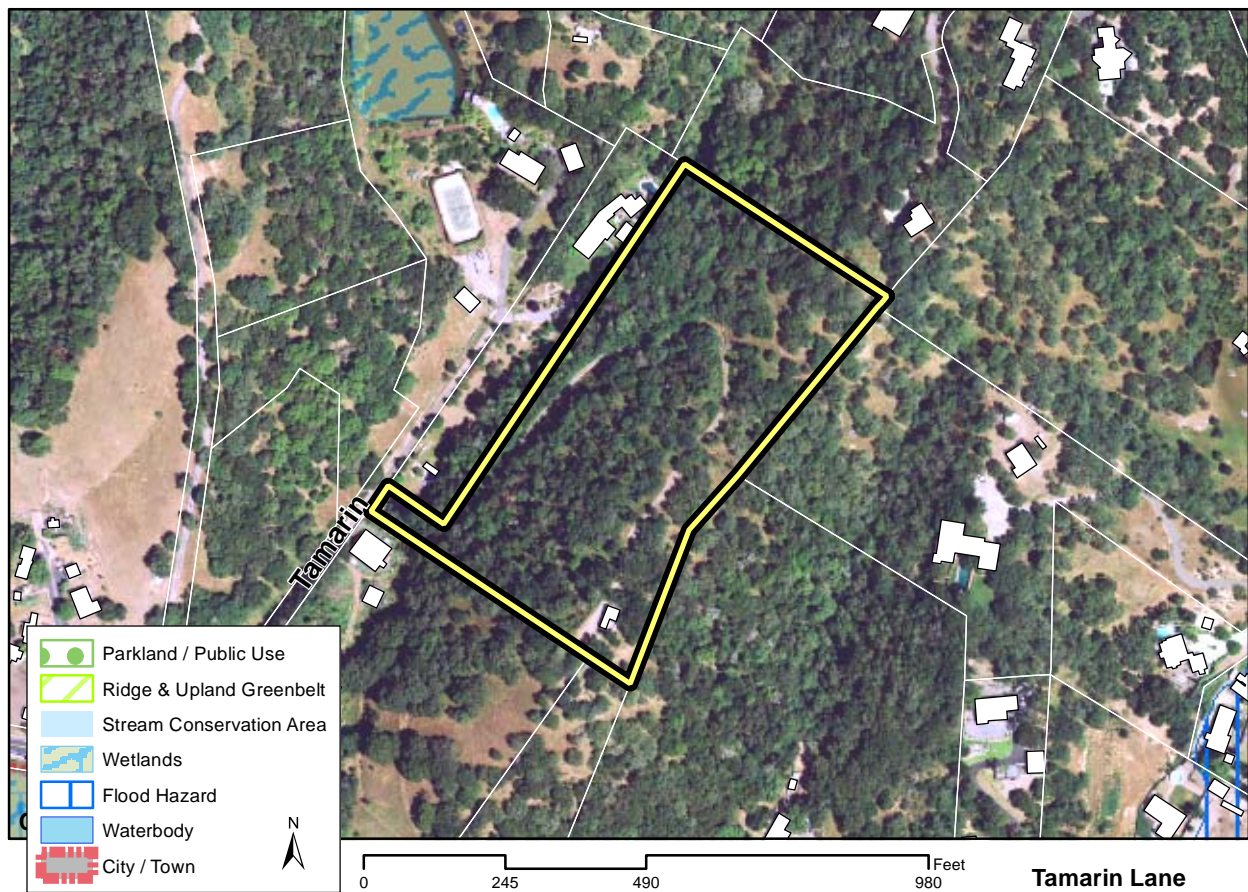 Tamarin
Parkland / Public Use
Ridge & Upland Greenbelt
Stream Conservation Area
Wetlands
Flood Hazard
Waterbody
City / Town
N
Feet
0 245 490 980
Tamarin Lane